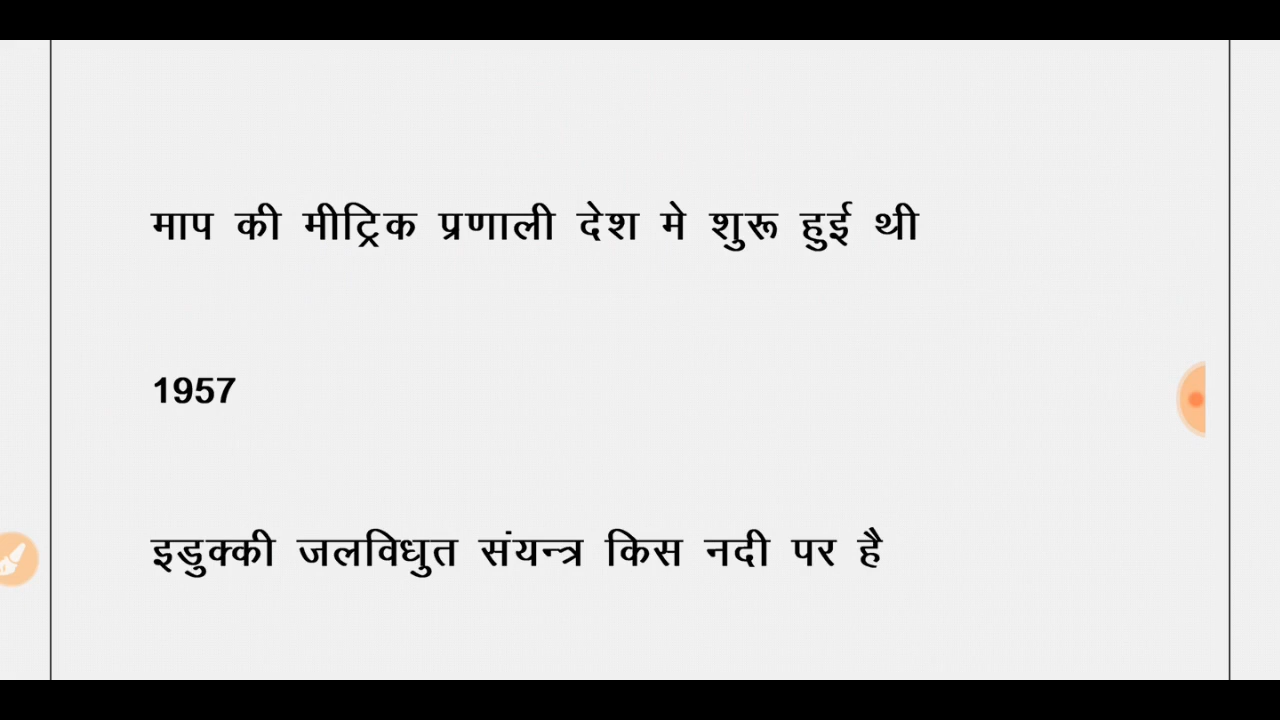 माप की मीट्रिक प्रणाली देश मे शुरू हुई थी
1957
इडुक्की जलविधुत संयन्त्र किस नदी पर है